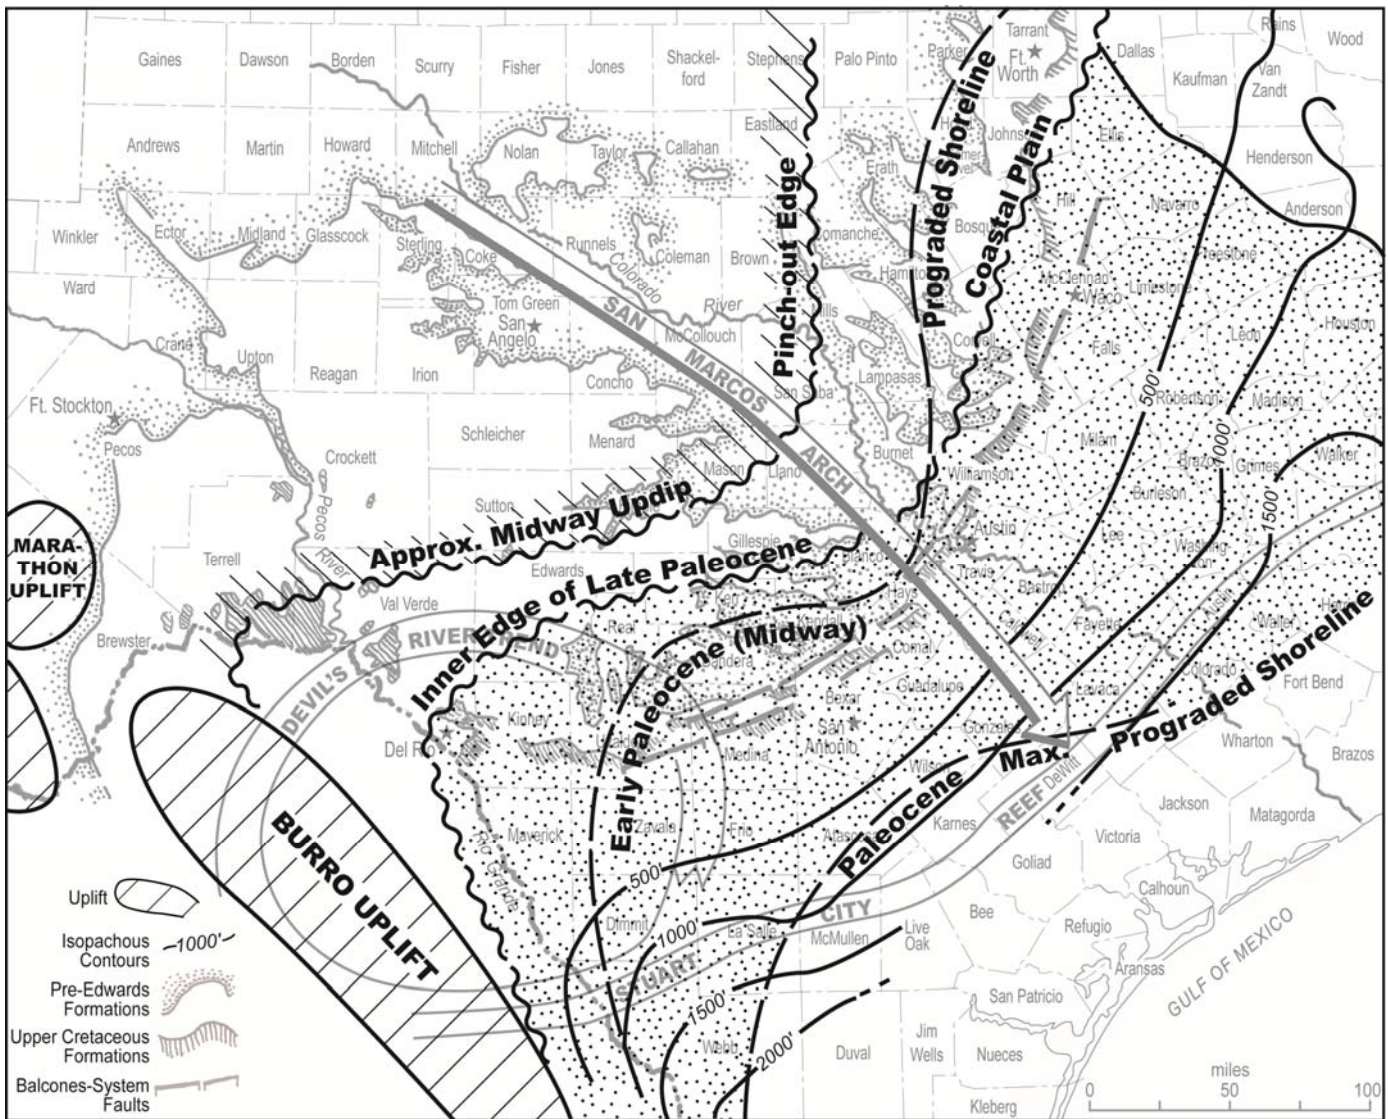 Gaines
Dawson
Borden
Scurry
Fisher
Jones
Shackel-
ford
Stephens
Palo Pinto
Parker
Tarrant
Ft.
Worth
Dallas
Rains
Wood
Kaufman
Van
Zandt
Andrews
Martin
Howard
Mitchell
Nolan
Taylor
Callahan
Eastland
Erath
Ellis
Henderson
Winkler
Ector
Midland
Glasscock
Sterling
Coke
Runnels
Coleman
Brown
Hill
Navarro
Anderson
Freestone
Colorado
River
Pinch-out Edge
Prograded Shoreline
Coastal Plain
Ward
Crane
Upton
Reagan
Irion
Tom Green
San
Angelo
Concho
McCollouch
San Saba
Lampasas
McClennan
Waco
Limestone
Falls
Leon
Houston
Robertson
Madison
SAN
MARCOS
ARCH
500'
1000'
1500'
Ft. Stockton
Pecos
Crockett
Schleicher
Menard
Mason
Llano
Burnet
Williamson
Milam
Brazos
Grimes
Walker
Burleson
MARA-
THON
UPLIFT
Terrell
Pecos
River
Sutton
Approx. Midway Updip
Edwards
Gillespie
Blanco
Travis
Austin
Lee
Washing-
ton
Bastrop
Brewster
Val Verde
Inner Edge of Late Paleocene
Real
Kendall
Hays
Comal
Fayette
Austin
Waller
Colorado
Fort Bend
DEVIL'S
RIVER
TREND
Bandera
Early Paleocene (Midway)
Bexar
San
Antonio
Guadalupe
Gonzales
Lavaca
Wharton
Brazos
Del Rio
Kinney
Medina
Wilson
Paleocene Max. Prograded Shoreline
DeWitt
REEF
Karnes
Jackson
Matagorda
BURRO UPLIFT
Maverick
Rio Grande
Zavala
Frio
Atascosa
Goliad
Victoria
Calhoun
500'
1000'
1500'
2000'
Dimmit
La Salle
CITY
McMullen
Live
Oak
Bee
Refugio
Aransas
STUART
San Patricio
GULF OF MEXICO
Webb
Duval
Jim
Wells
Nueces
Kleberg
Uplift
Isopachous
Contours
1000'
Pre-Edwards
Formations
Upper Cretaceous
Formations
Balcones-System
Faults
miles
0 50 100